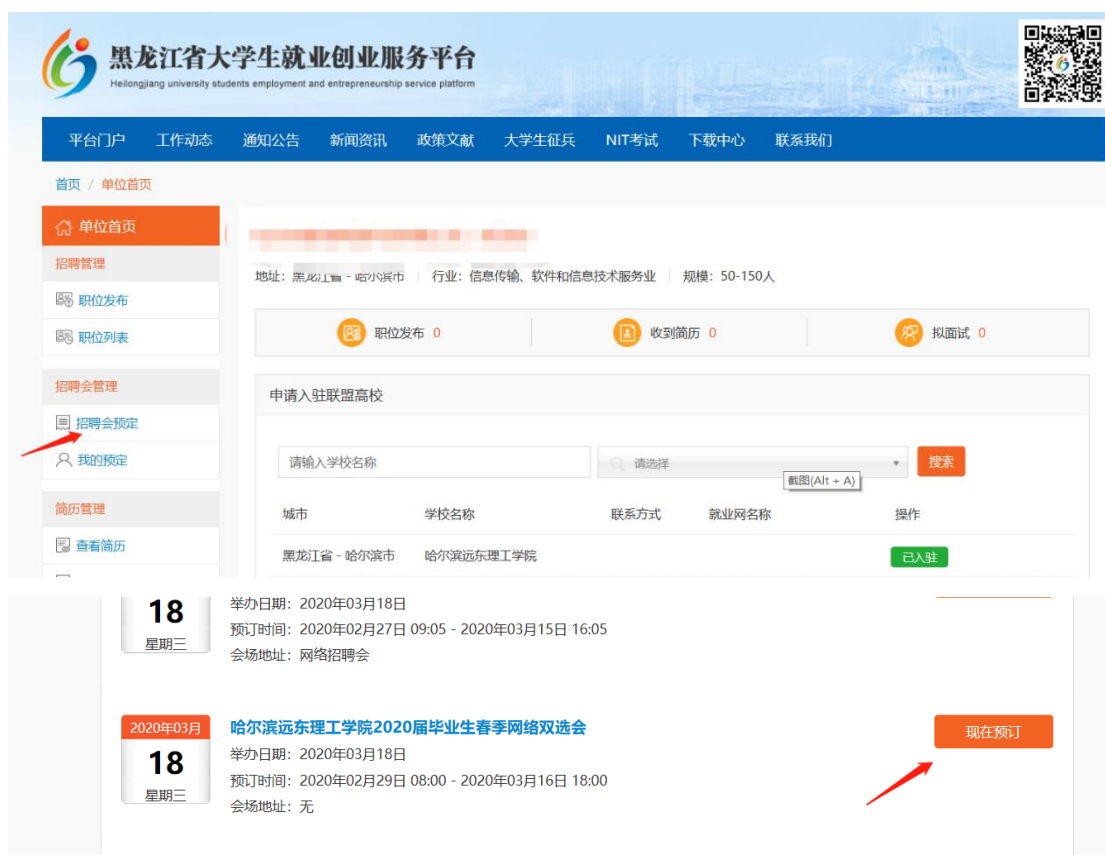 黑龙江省大学生就业创业服务平台
Heilongjiang university students employment and entrepreneurship service platform
平台门户 工作动态 通知公告 新闻资讯 政策文献 大学生征兵 NIT考试 下载中心 联系我们
首页 / 单位首页
单位首页
招聘管理
职位发布
职位列表
招聘会管理
招聘会预定
我的预定
简历管理
查看简历
地址: 黑龙江省 - 哈尔滨市 行业: 信息传输、软件和信息技术服务业 规模: 50-150人
职位发布 0 收到简历 0 拟面试 0
申请入驻联盟高校
请输入学校名称 请选择 搜索
截图(Alt + A)
城市 学校名称 联系方式 就业网名称 操作
黑龙江省 - 哈尔滨市 哈尔滨远东理工学院 已入驻
18
星期三
举办日期: 2020年03月18日
预订时间: 2020年02月27日 09:05 - 2020年03月15日 16:05
会场地址: 网络招聘会
2020年03月
18
星期三
哈尔滨远东理工学院2020届毕业生春季网络双选会
举办日期: 2020年03月18日
预订时间: 2020年02月29日 08:00 - 2020年03月16日 18:00
会场地址: 无
现在预订